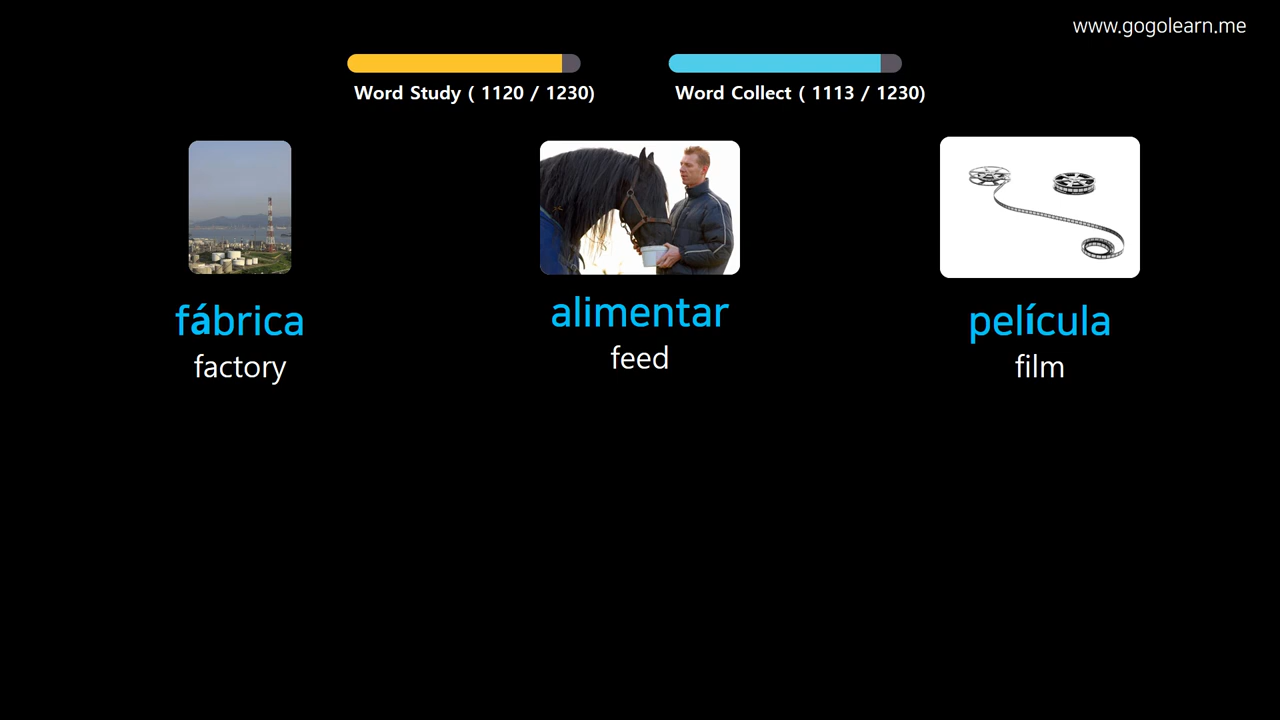 www.gogolearn.me
Word Study ( 1120 / 1230)
Word Collect ( 1113 / 1230)
fábrica
factory
alimentar
feed
película
film